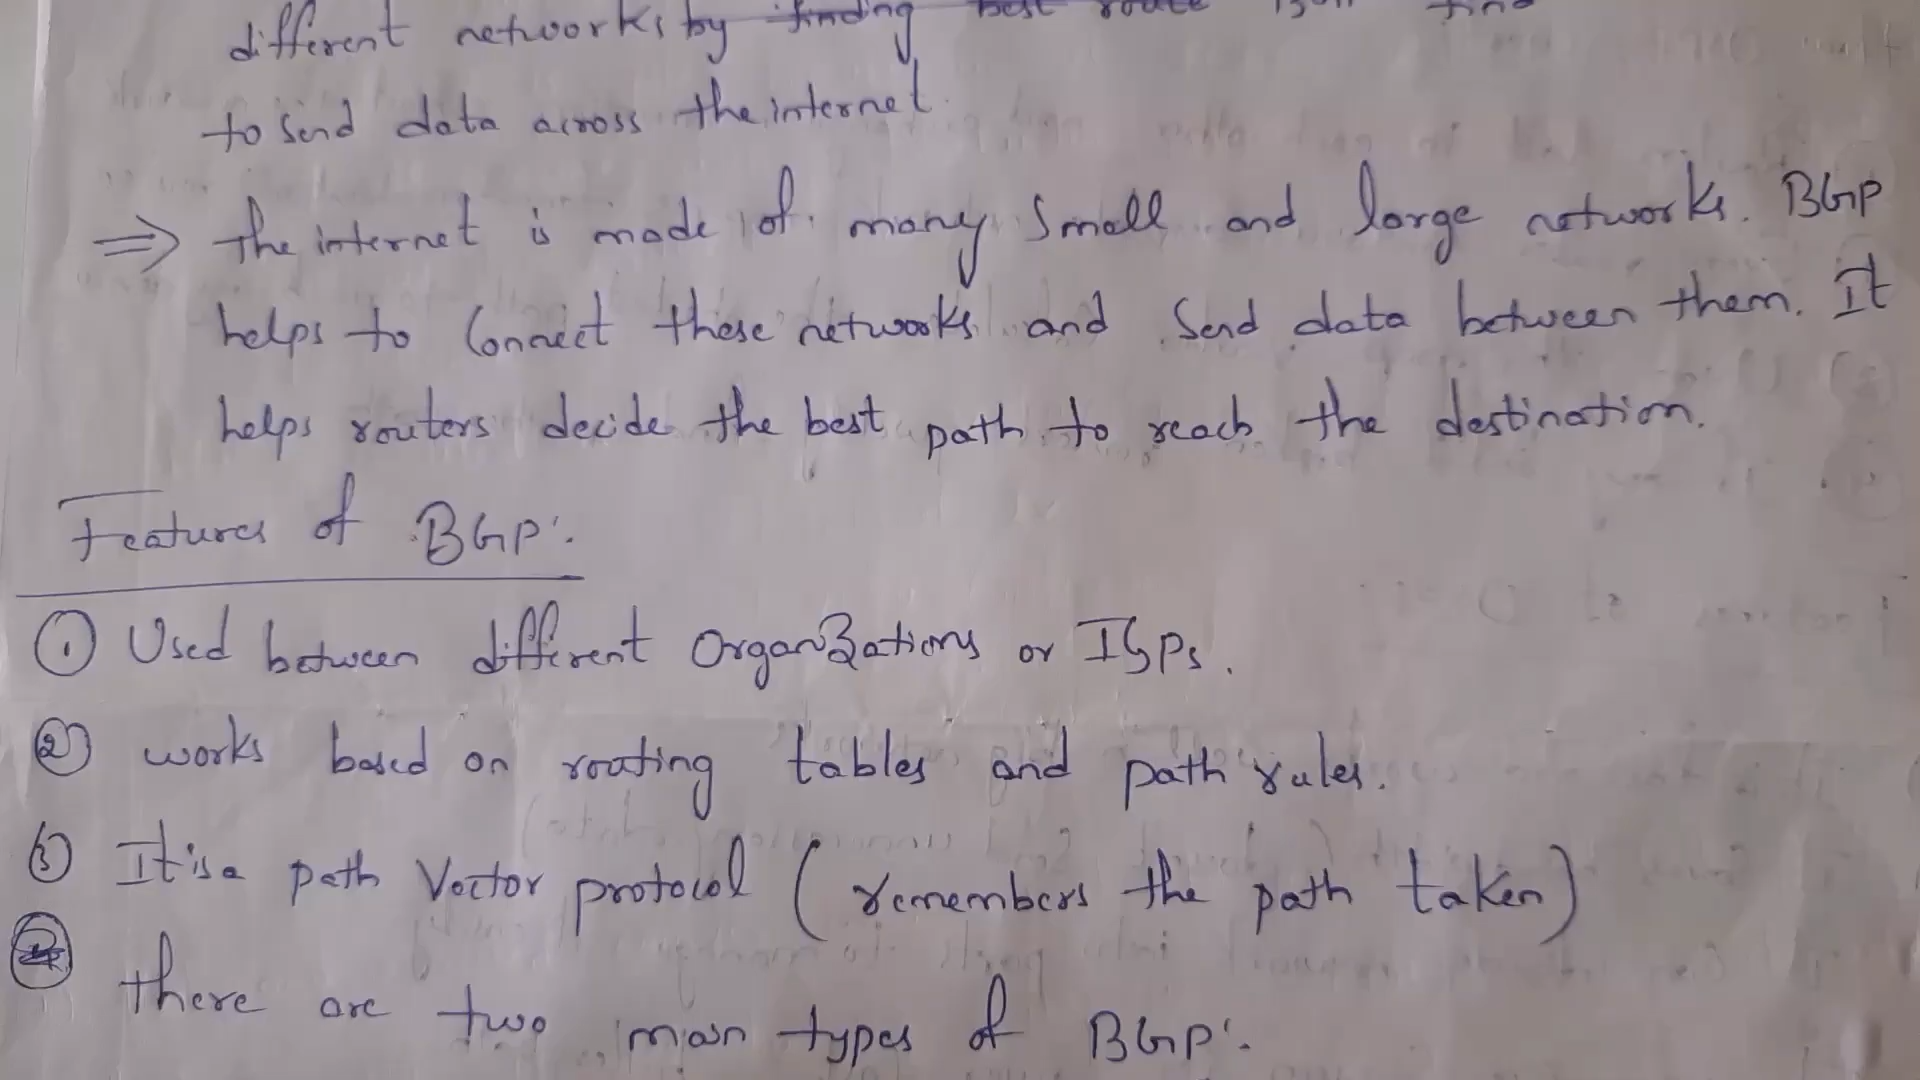 different networks by finding best route
to send data across the internet.
⇒ the internet is made of many small and large networks. BGP
helps to connect these networks and send data between them. It
helps routers decide the best path to reach the destination.
Features of BGP:
① Used between different Organizations or ISPs.
② works based on routing tables and path rules.
③ It is a path Vector protocol (remembers the path taken)
④ there are two main types of BGP: